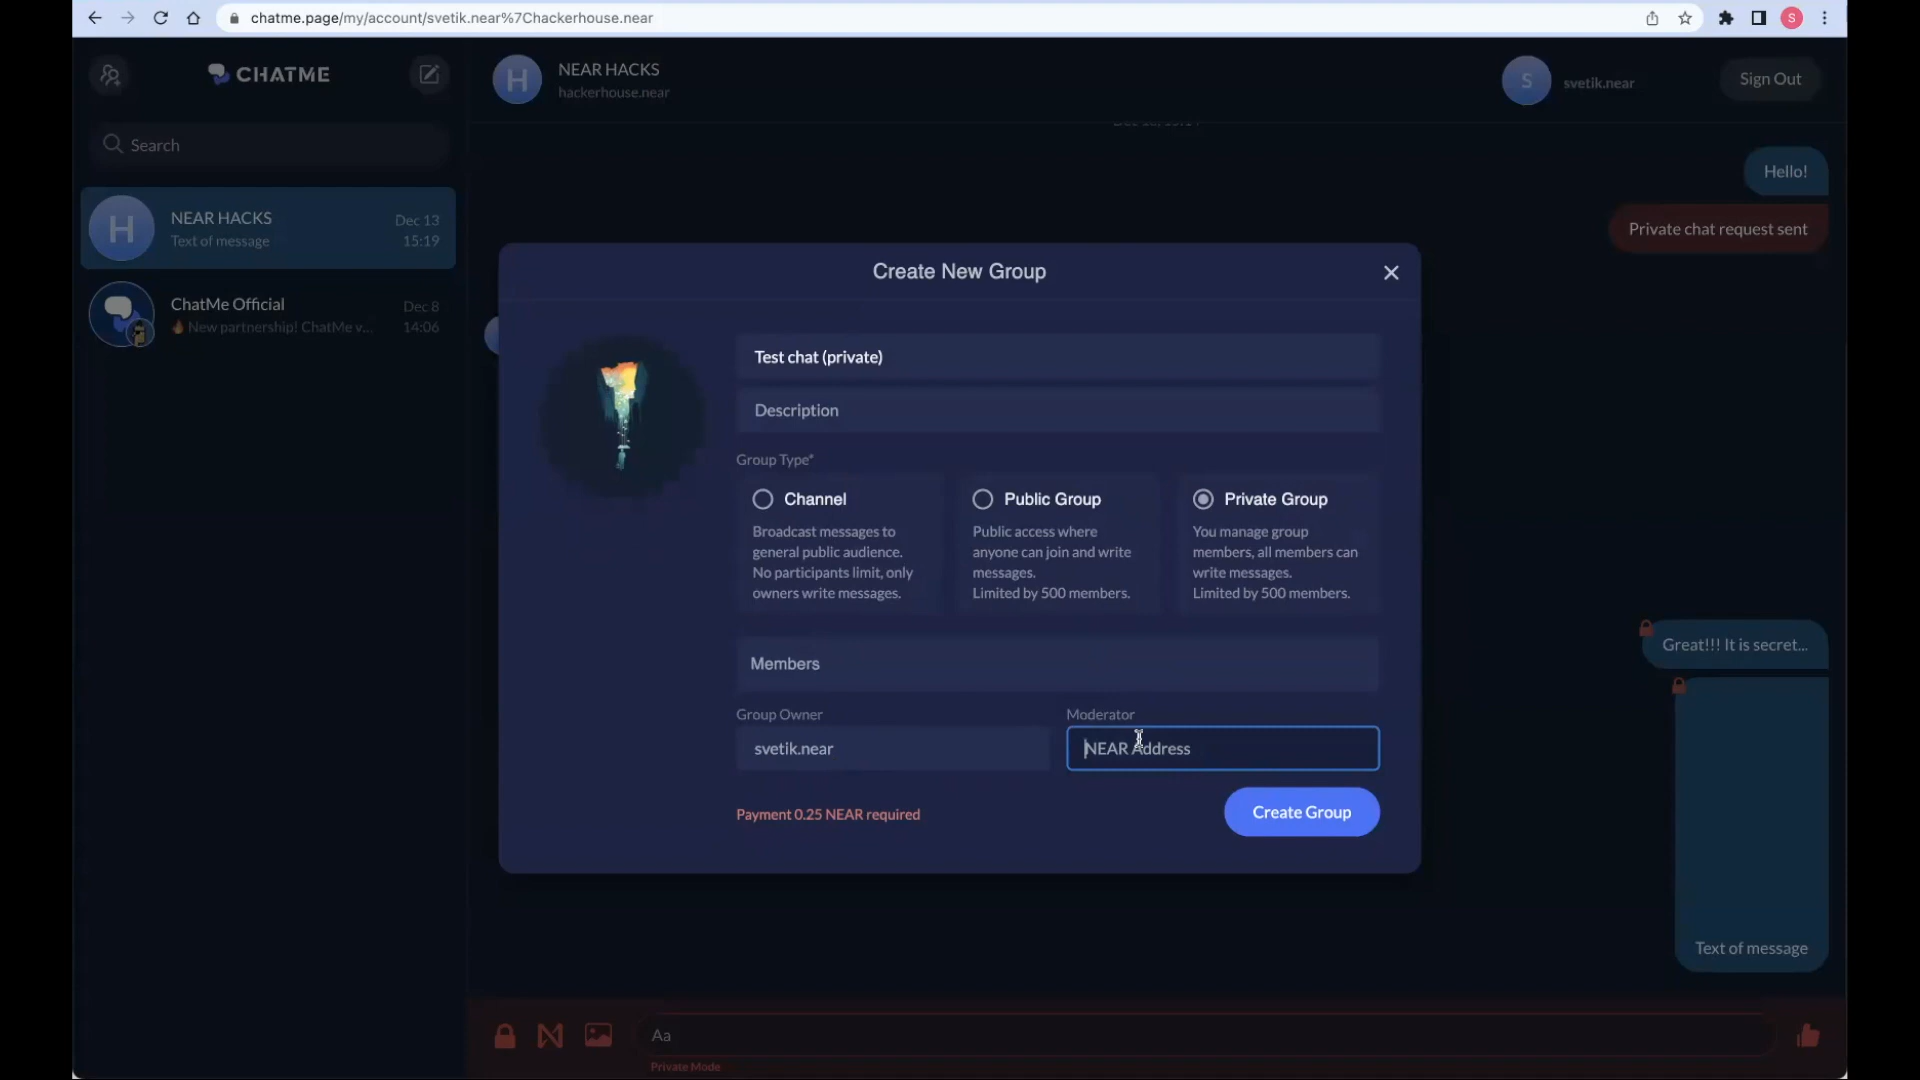 chatme.page/my/account/svetik.near%7Chackerhouse.near
S
CHATME
H
NEAR HACKS
hackerhouse.near
S
svetik.near
Sign Out
Search
H
NEAR HACKS
Dec 13
Text of message
15:19
ChatMe Official
Dec 8
New partnership! ChatMe v...
14:06
Hello!
Private chat request sent
Create New Group
Test chat (private)
Description
Group Type*
Channel
Broadcast messages to
general public audience.
No participants limit, only
owners write messages.
Public Group
Public access where
anyone can join and write
messages.
Limited by 500 members.
Private Group
You manage group
members, all members can
write messages.
Limited by 500 members.
Members
Group Owner
Moderator
svetik.near
NEAR Address
Payment 0.25 NEAR required
Create Group
Great!!! It is secret...
Text of message
Aa
Private Mode